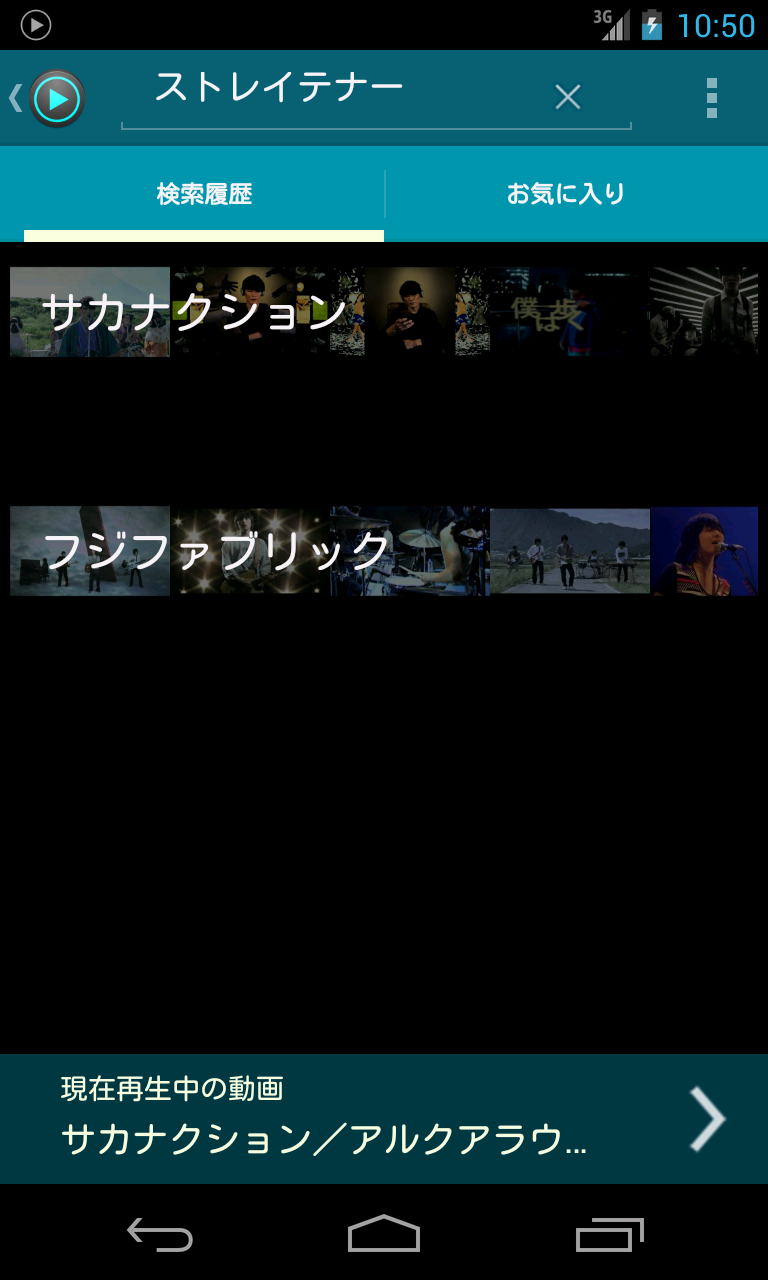 3G 10:50
ストレイテナー
検索履歴 お気に入り
サカナクション
僕は歩く
フジファブリック
現在再生中の動画
サカナクション／アルクアラウ...